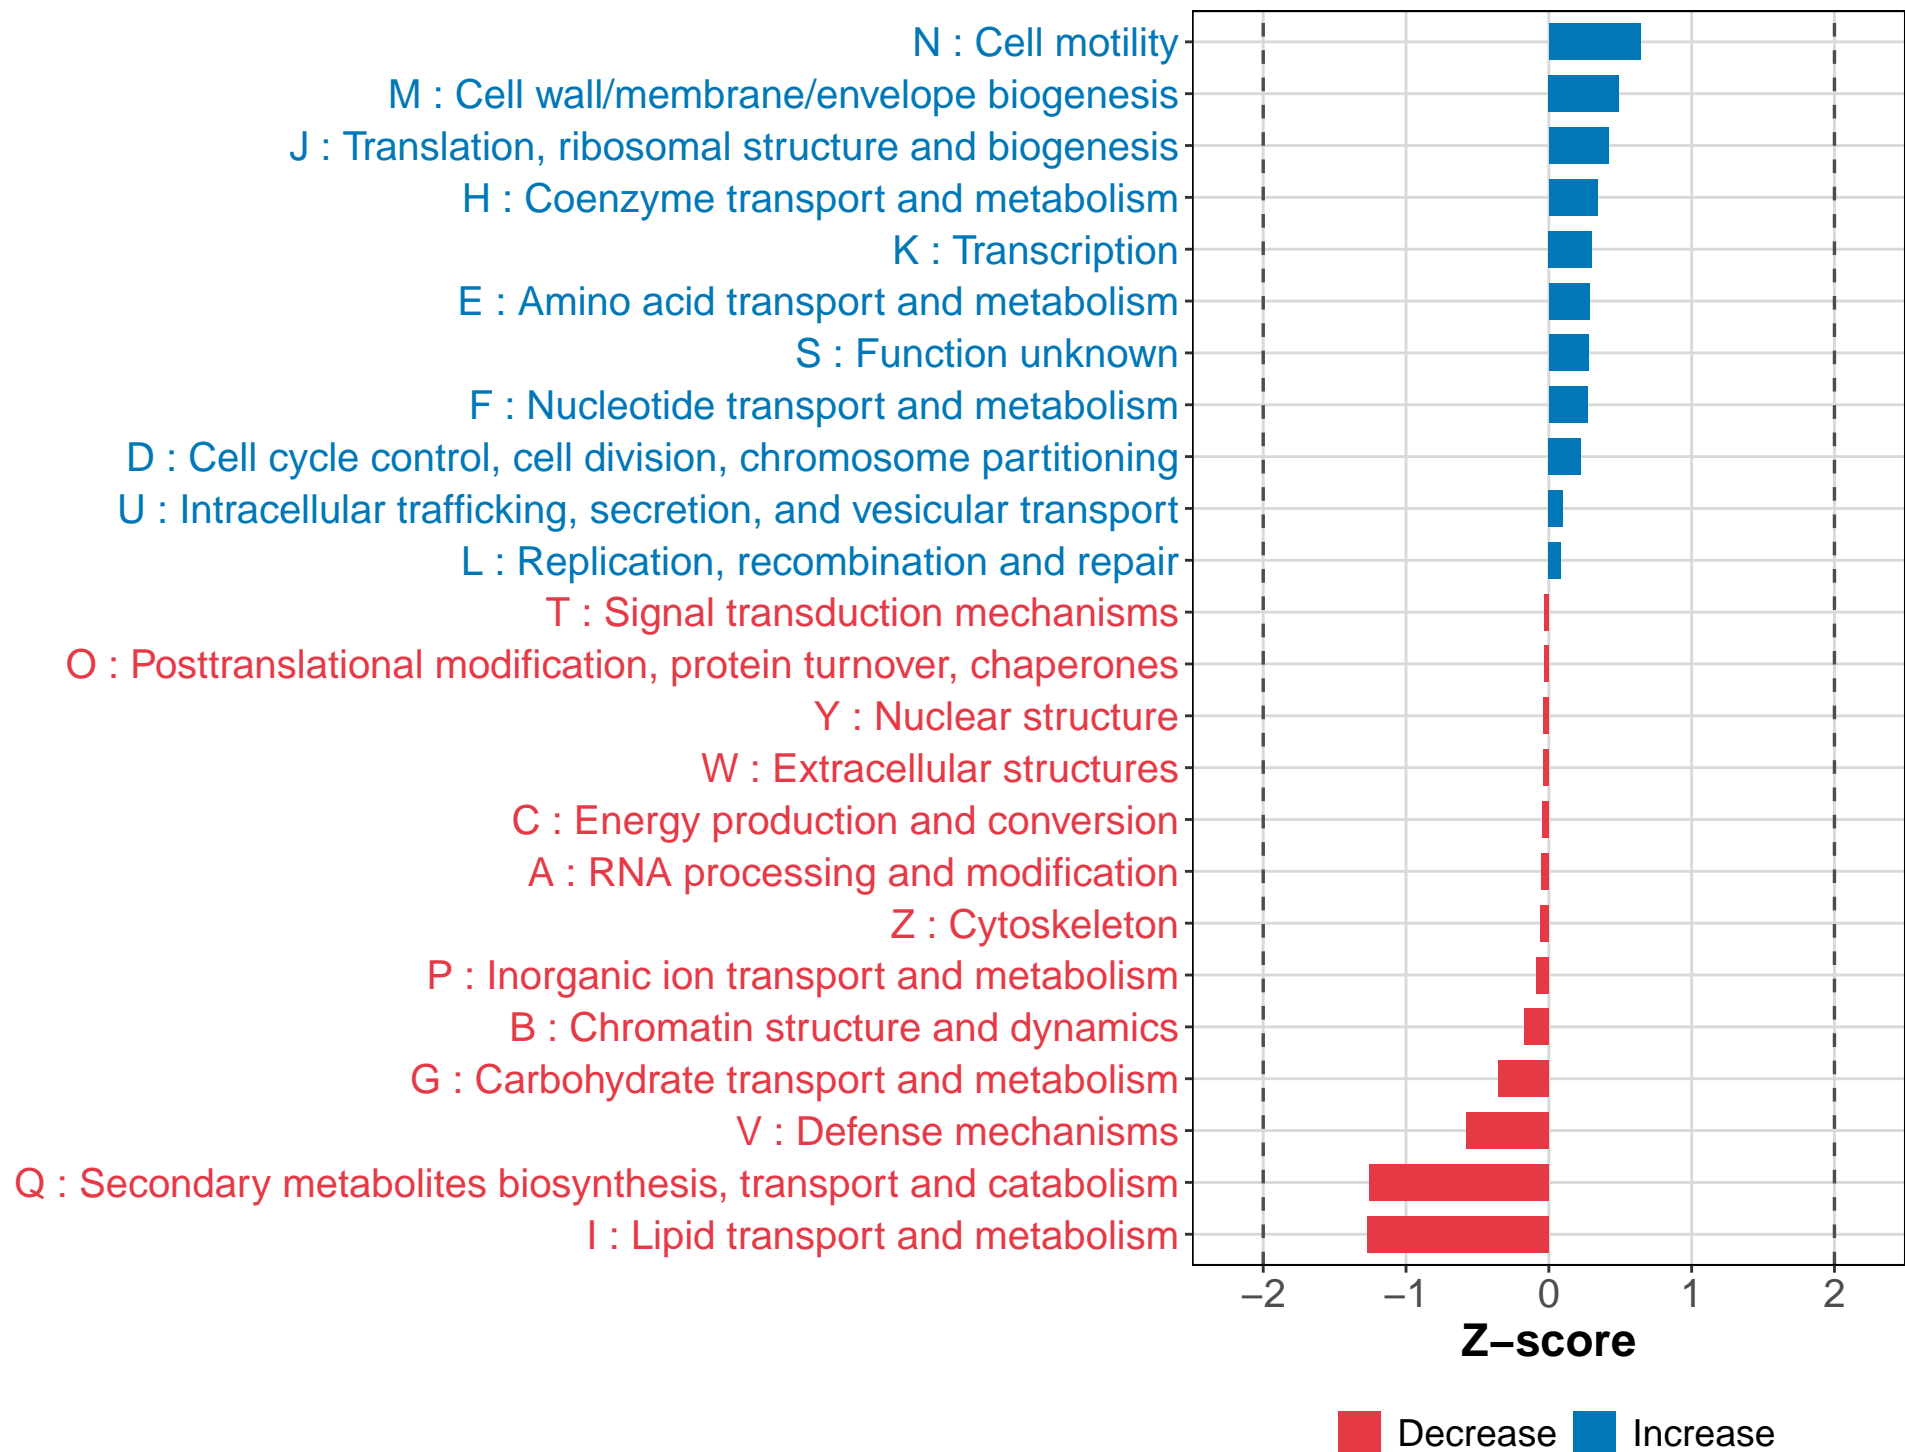 N : Cell motility
M : Cell wall/membrane/envelope biogenesis
J : Translation, ribosomal structure and biogenesis
H : Coenzyme transport and metabolism
K : Transcription
E : Amino acid transport and metabolism
S : Function unknown
F : Nucleotide transport and metabolism
D : Cell cycle control, cell division, chromosome partitioning
U : Intracellular trafficking, secretion, and vesicular transport
L : Replication, recombination and repair
T : Signal transduction mechanisms
O : Posttranslational modification, protein turnover, chaperones
Y : Nuclear structure
W : Extracellular structures
C : Energy production and conversion
A : RNA processing and modification
Z : Cytoskeleton
P : Inorganic ion transport and metabolism
B : Chromatin structure and dynamics
G : Carbohydrate transport and metabolism
V : Defense mechanisms
Q : Secondary metabolites biosynthesis, transport and catabolism
I : Lipid transport and metabolism
−2 −1 0 1 2
Z−score
Decrease Increase